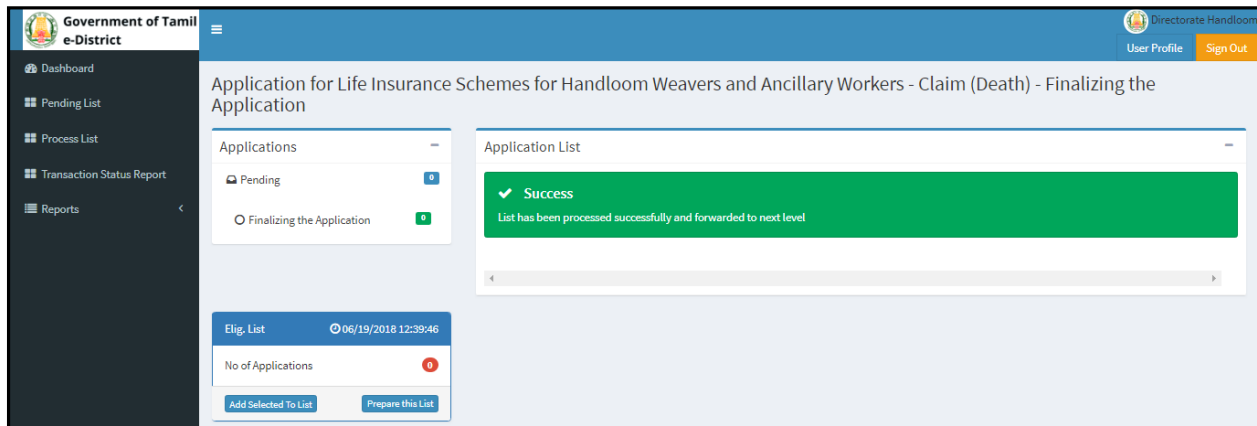 Government of Tamil
e-District
Directorate Handloom
User Profile
Sign Out
Dashboard
Pending List
Process List
Transaction Status Report
Reports
Application for Life Insurance Schemes for Handloom Weavers and Ancillary Workers - Claim (Death) - Finalizing the
Application
Applications
Pending 0
Finalizing the Application 0
Application List
Success
List has been processed successfully and forwarded to next level
Elig. List 06/19/2018 12:39:46
No of Applications 0
Add Selected To List Prepare this List